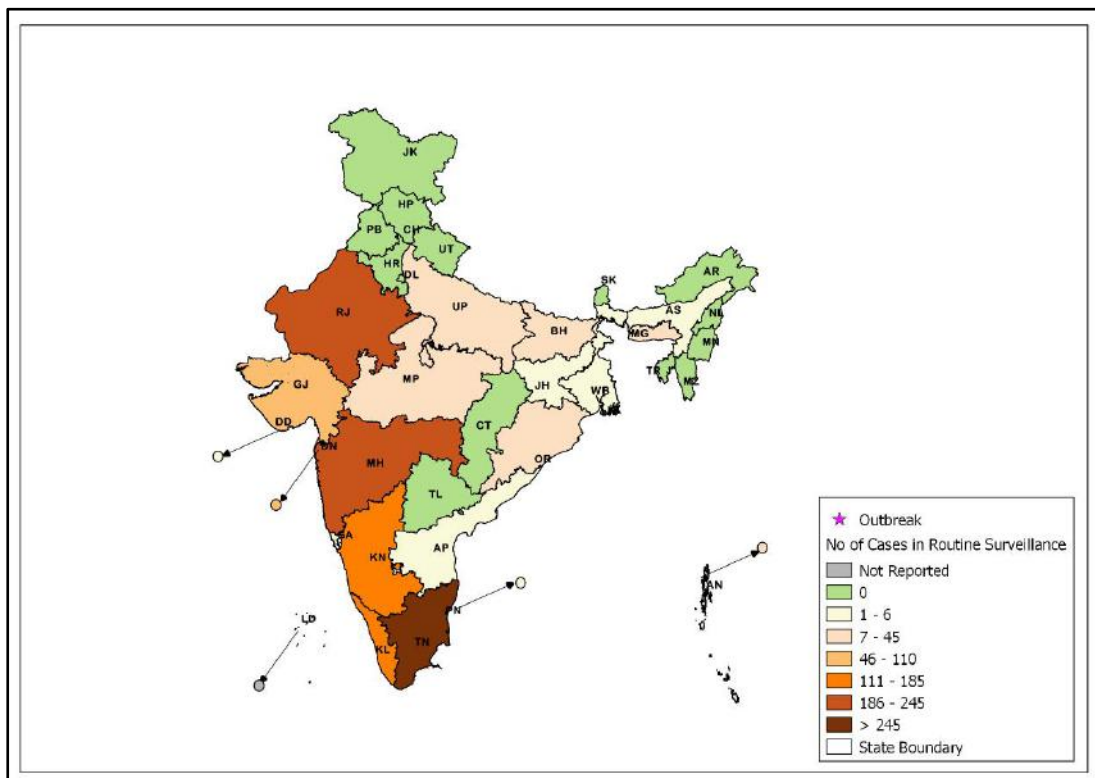 JK
HP
PB
CH
UT
HR
DL
RJ
UP
SK
AR
AS
NL
BH
MG
MN
TR
MZ
MP
JH
WB
GJ
DD
CT
OR
MH
TL
AP
KN
PN
AN
LD
TN
KL
Outbreak
No of Cases in Routine Surveillance
Not Reported
0
1 - 6
7 - 45
46 - 110
111 - 185
186 - 245
> 245
State Boundary